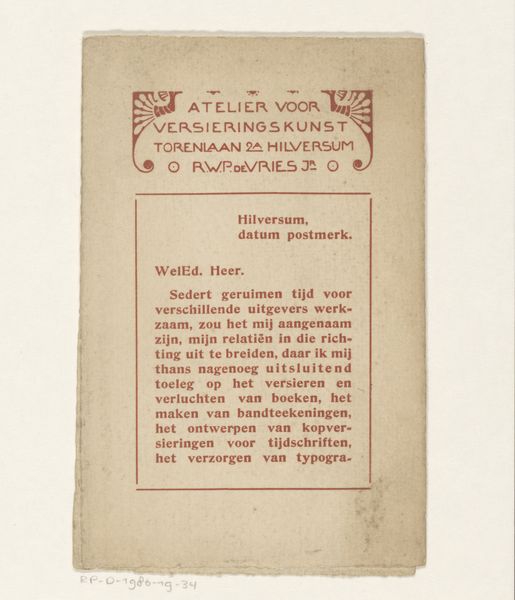 ATELIER VOOR
VERSIERINGSKUNST
TORENLAAN 2A HILVERSUM
R.W.P. DE VRIES JR
Hilversum,
datum postmerk.
WelEd. Heer.
Sedert geruimen tijd voor
verschillende uitgevers werk-
zaam, zou het mij aangenaam
zijn, mijn relatiën in die rich-
ting uit te breiden, daar ik mij
thans nagenoeg uitsluitend
toeleg op het versieren en
verluchten van boeken, het
maken van bandteekeningen,
het ontwerpen van kopver-
sieringen voor tijdschriften,
het verzorgen van typogra-
RP-D-1986-19-34